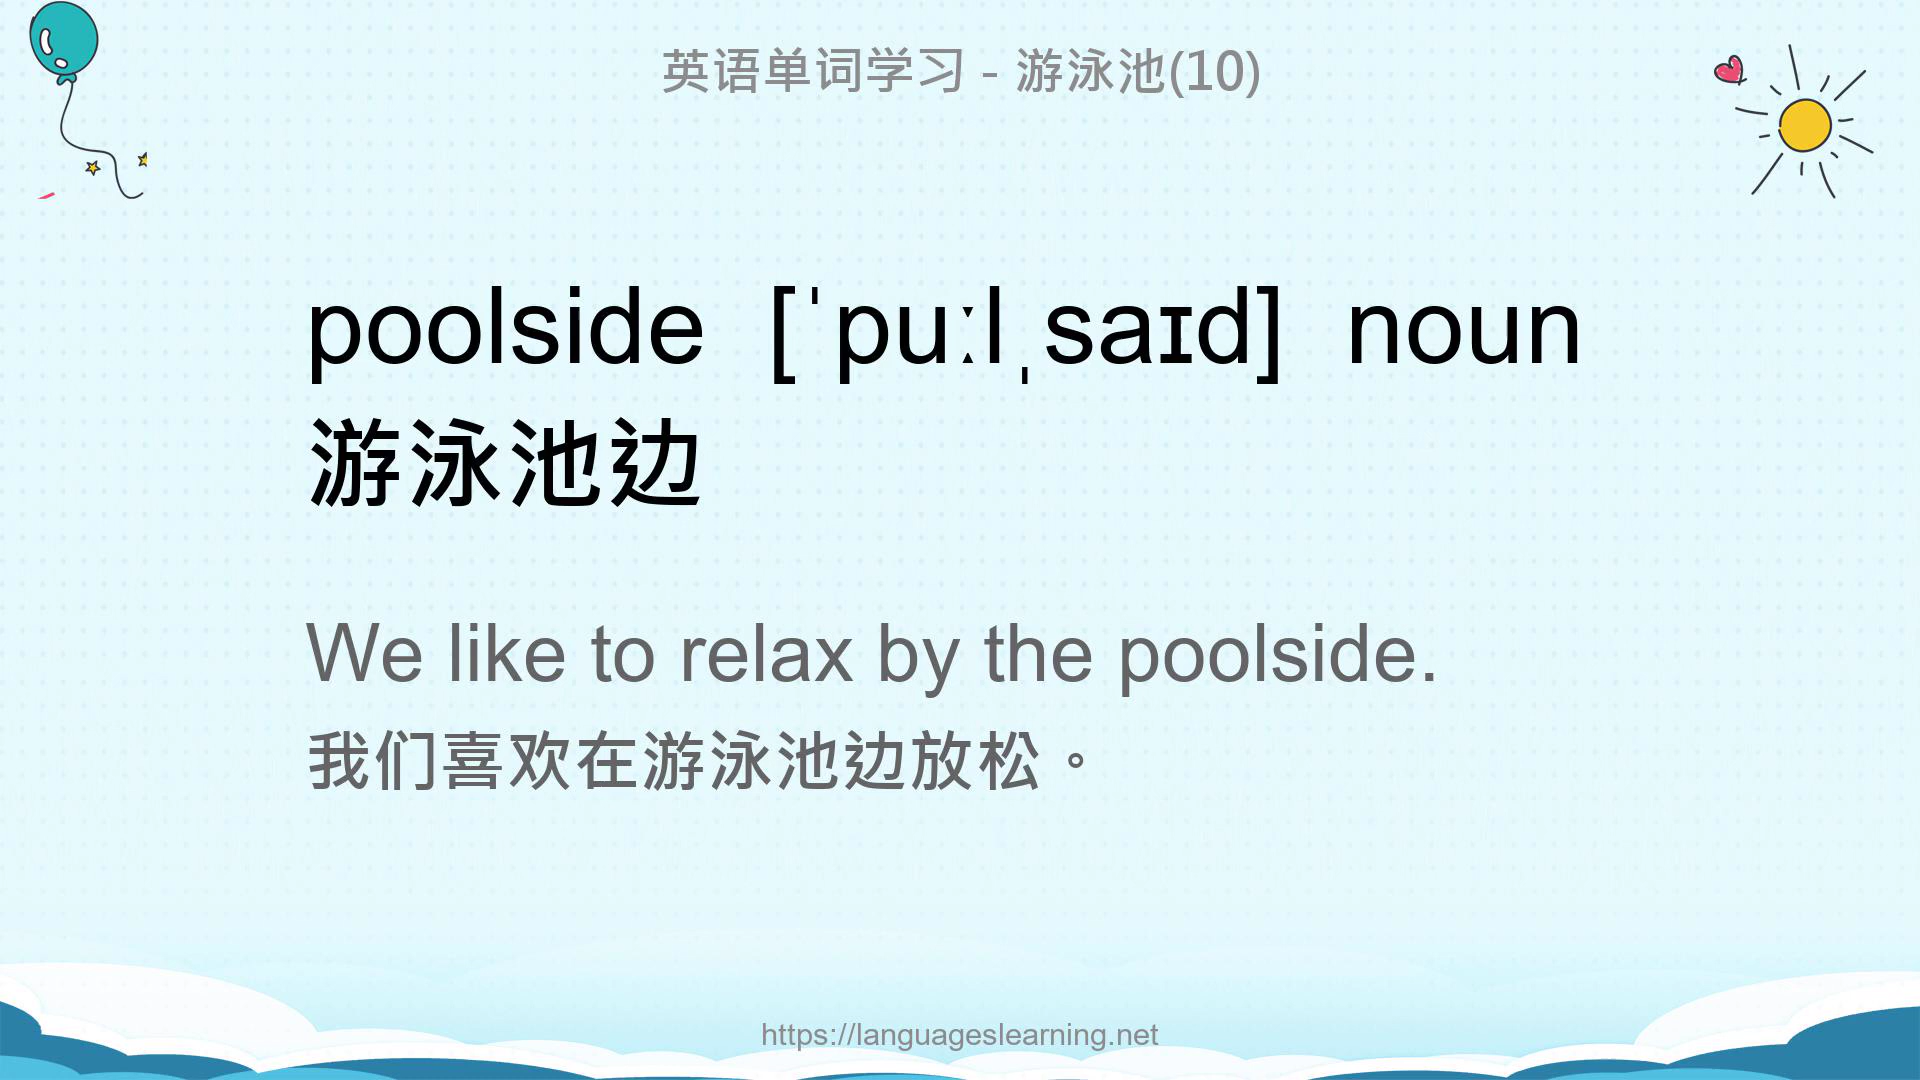 英语单词学习 - 游泳池(10)
poolside [ˈpuːlˌsaɪd] noun
游泳池边
We like to relax by the poolside.
我们喜欢在游泳池边放松。
https://languageslearning.net